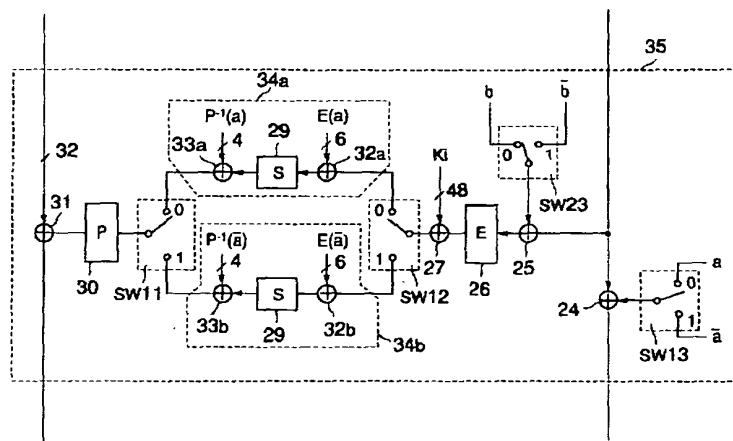 35
34a
b
b̄
P⁻¹(a)
29
E(a)
32
4
6
0
1
33a
S
32a
Ki
SW23
31
0
0
48
P
E
1
P⁻¹(ā)
E(ā)
1
25
a
30
4
6
27
26
24
0
SW11
S
SW12
1
33b
29
32b
SW13
ā
34b